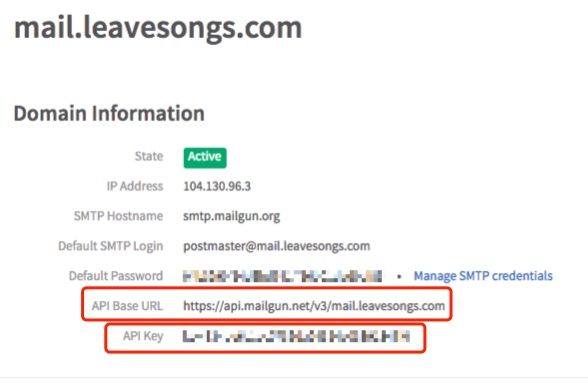 mail.leavesongs.com
Domain Information
State Active
IP Address 104.130.96.3
SMTP Hostname smtp.mailgun.org
Default SMTP Login postmaster@mail.leavesongs.com
Default Password • Manage SMTP credentials
API Base URL https://api.mailgun.net/v3/mail.leavesongs.com
API Key